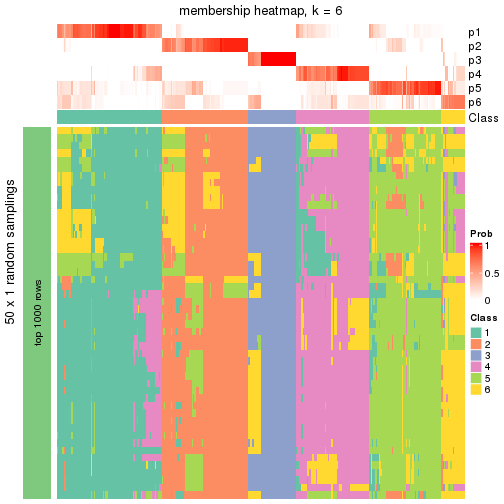 membership heatmap, k = 6
p1
p2
p3
p4
p5
p6
Class
50 x 1 random samplings
top 1000 rows
Prob
1
0.5
0
Class
1
2
3
4
5
6